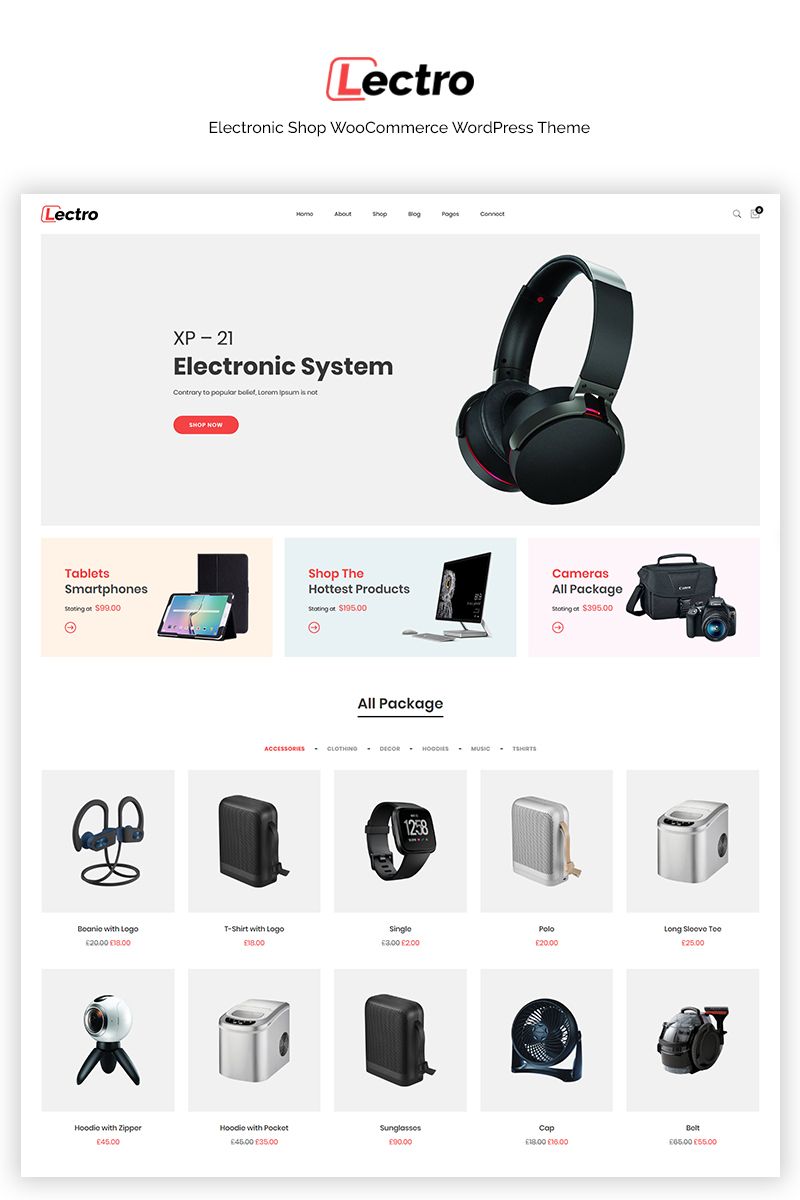 Lectro
Electronic Shop WooCommerce WordPress Theme
Lectro
Home About Shop Blog Pages Connect
0
XP – 21
Electronic System
Contrary to popular belief, Lorem Ipsum is not
SHOP NOW
Tablets
Smartphones
Stating at $99.00
Shop The
Hottest Products
Stating at $195.00
Cameras
All Package
Stating at $395.00
Canon
All Package
ACCESSORIES - CLOTHING - DECOR - HOODIES - MUSIC - TSHIRTS
12:58
Beanie with Logo
£20.00 £18.00
T-Shirt with Logo
£18.00
Single
£3.00 £2.00
Polo
£20.00
Long Sleeve Tee
£25.00
Hoodie with Zipper
£45.00
Hoodie with Pocket
£45.00 £35.00
Sunglasses
£90.00
Cap
£18.00 £16.00
Belt
£65.00 £55.00